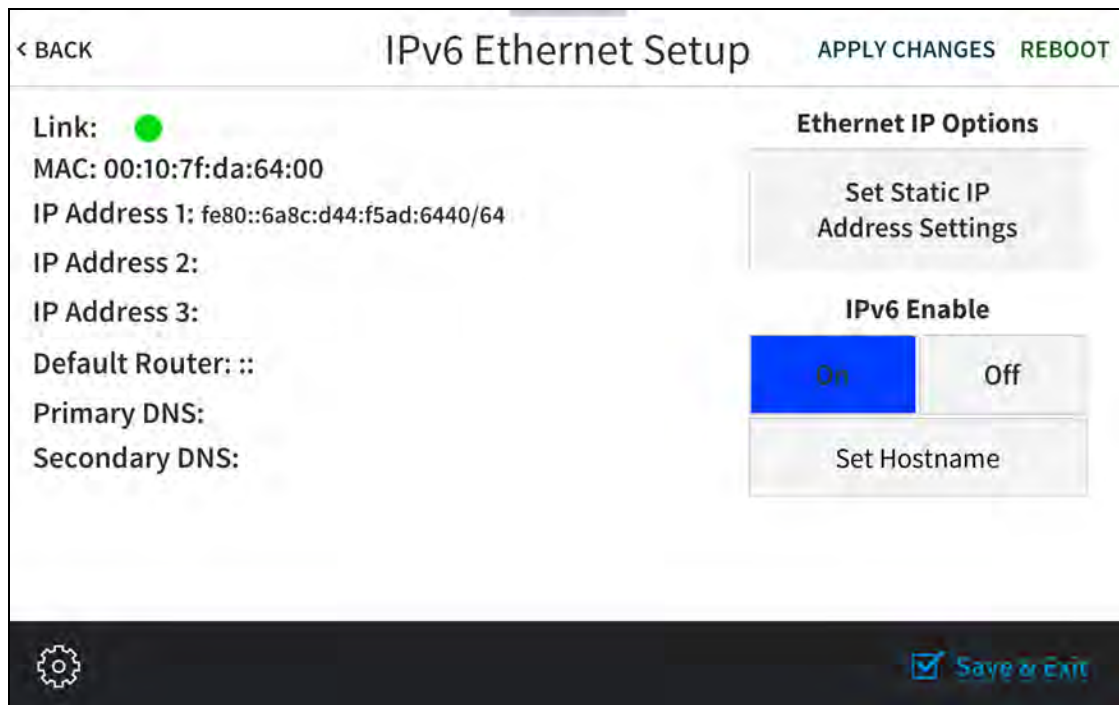 < BACK
IPv6 Ethernet Setup
APPLY CHANGES
REBOOT
Link:
MAC: 00:10:7f:da:64:00
IP Address 1: fe80::6a8c:d44:f5ad:6440/64
IP Address 2:
IP Address 3:
Default Router: ::
Primary DNS:
Secondary DNS:
Ethernet IP Options
Set Static IP
Address Settings
IPv6 Enable
On
Off
Set Hostname
Save & Exit